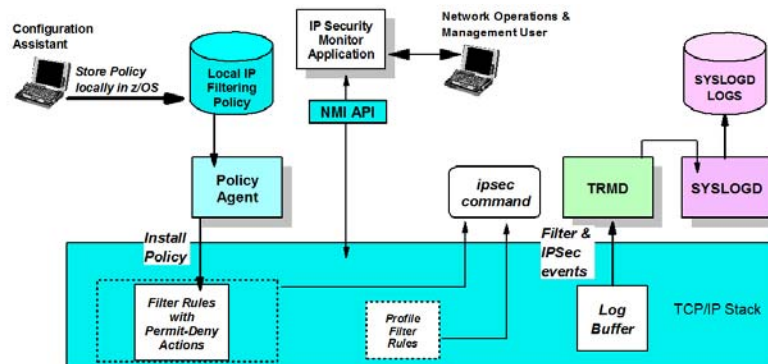 Configuration
Assistant
Store Policy
locally in z/OS
Local IP
Filtering
Policy
IP Security
Monitor
Application
Network Operations &
Management User
NMI API
SYSLOGD
LOGS
Policy
Agent
ipsec
command
TRMD
SYSLOGD
Install
Policy
Filter &
IPSec
events
Filter Rules
with
Permit-Deny
Actions
Profile
Filter
Rules
Log
Buffer
TCP/IP Stack